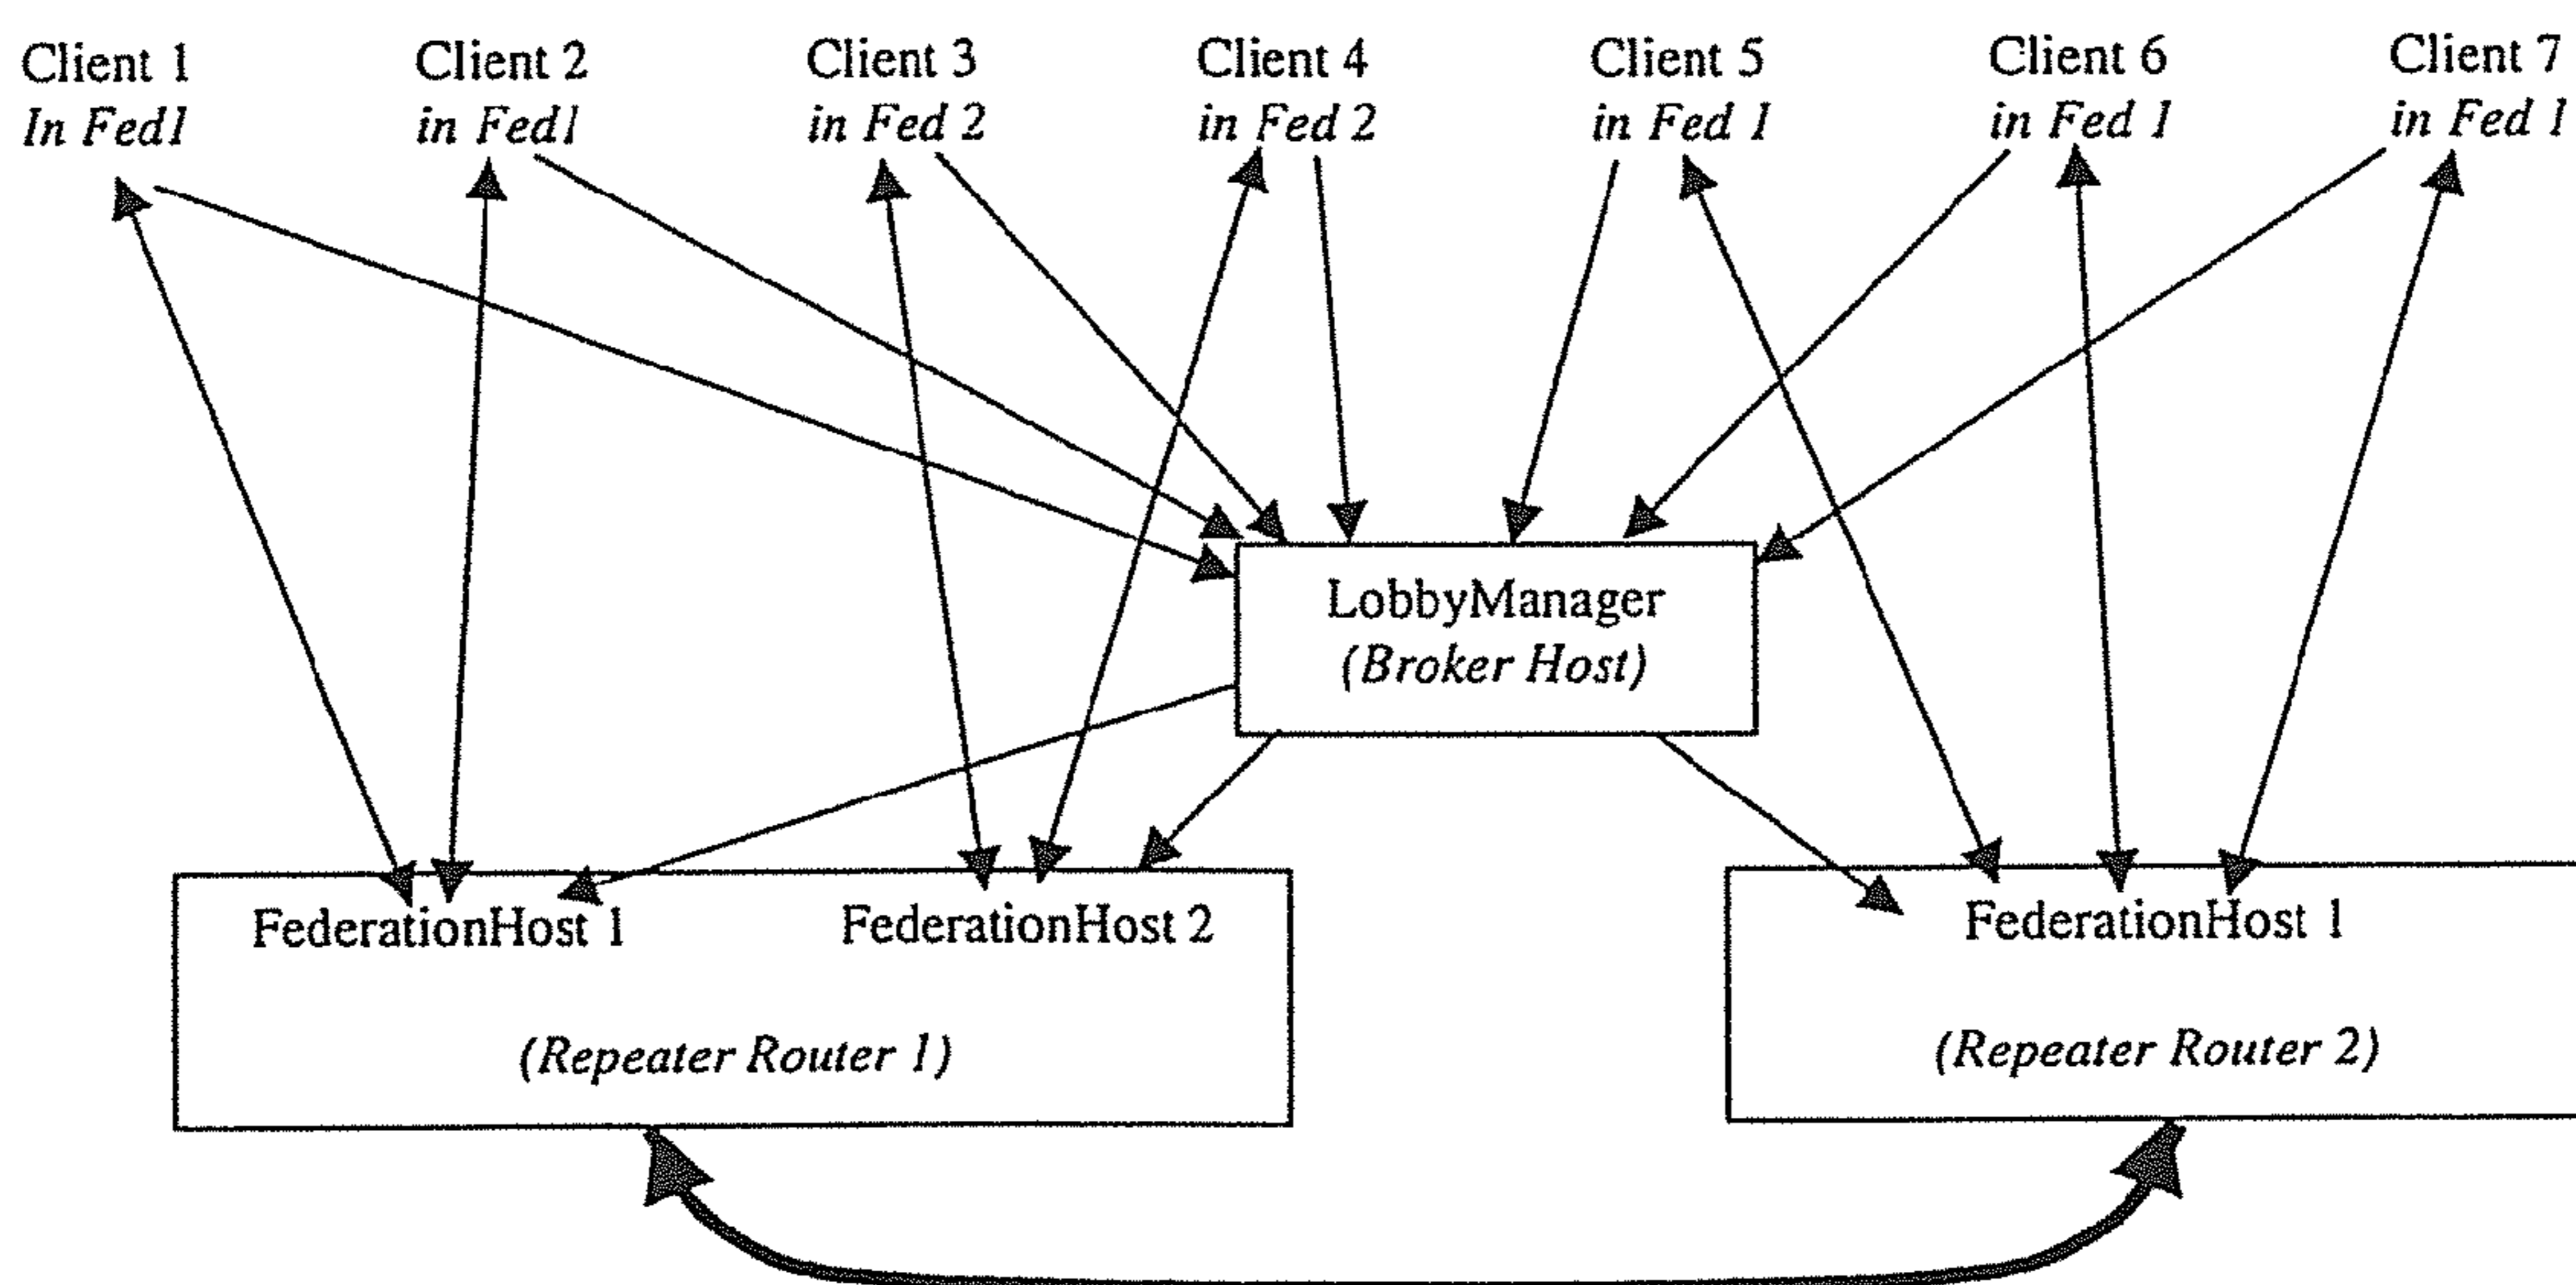 Client 1
In Fed1
Client 2
in Fed1
Client 3
in Fed 2
Client 4
in Fed 2
Client 5
in Fed 1
Client 6
in Fed 1
Client 7
in Fed 1
LobbyManager
(Broker Host)
FederationHost 1
FederationHost 2
(Repeater Router 1)
FederationHost 1
(Repeater Router 2)